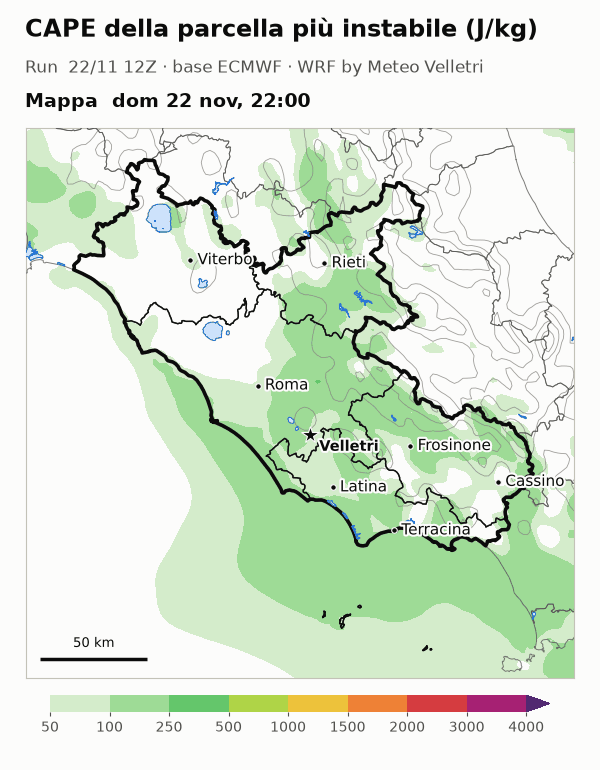 CAPE della parcella più instabile (J/kg)
Run  22/11 12Z · base ECMWF · WRF by Meteo Velletri
Mappa  dom 22 nov, 22:00
Viterbo
Rieti
Roma
Velletri
Frosinone
Latina
Cassino
Terracina
50 km
50 100 250 500 1000 1500 2000 3000 4000